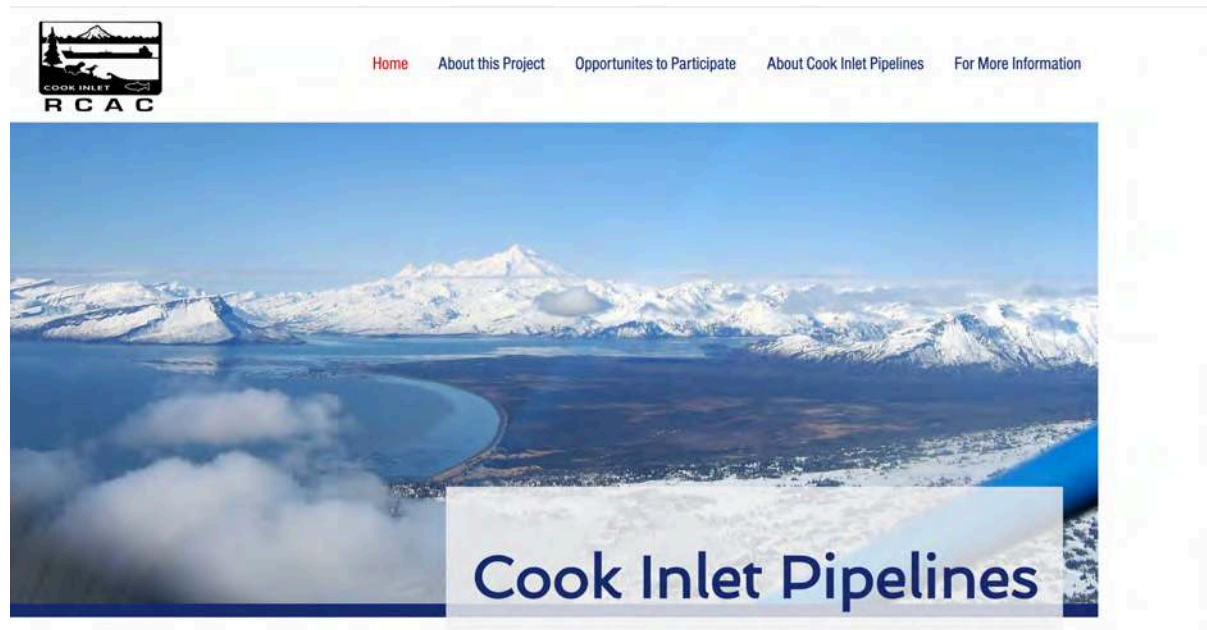 COOK INLET
RCAC
Home About this Project Opportunites to Participate About Cook Inlet Pipelines For More Information
Cook Inlet Pipelines